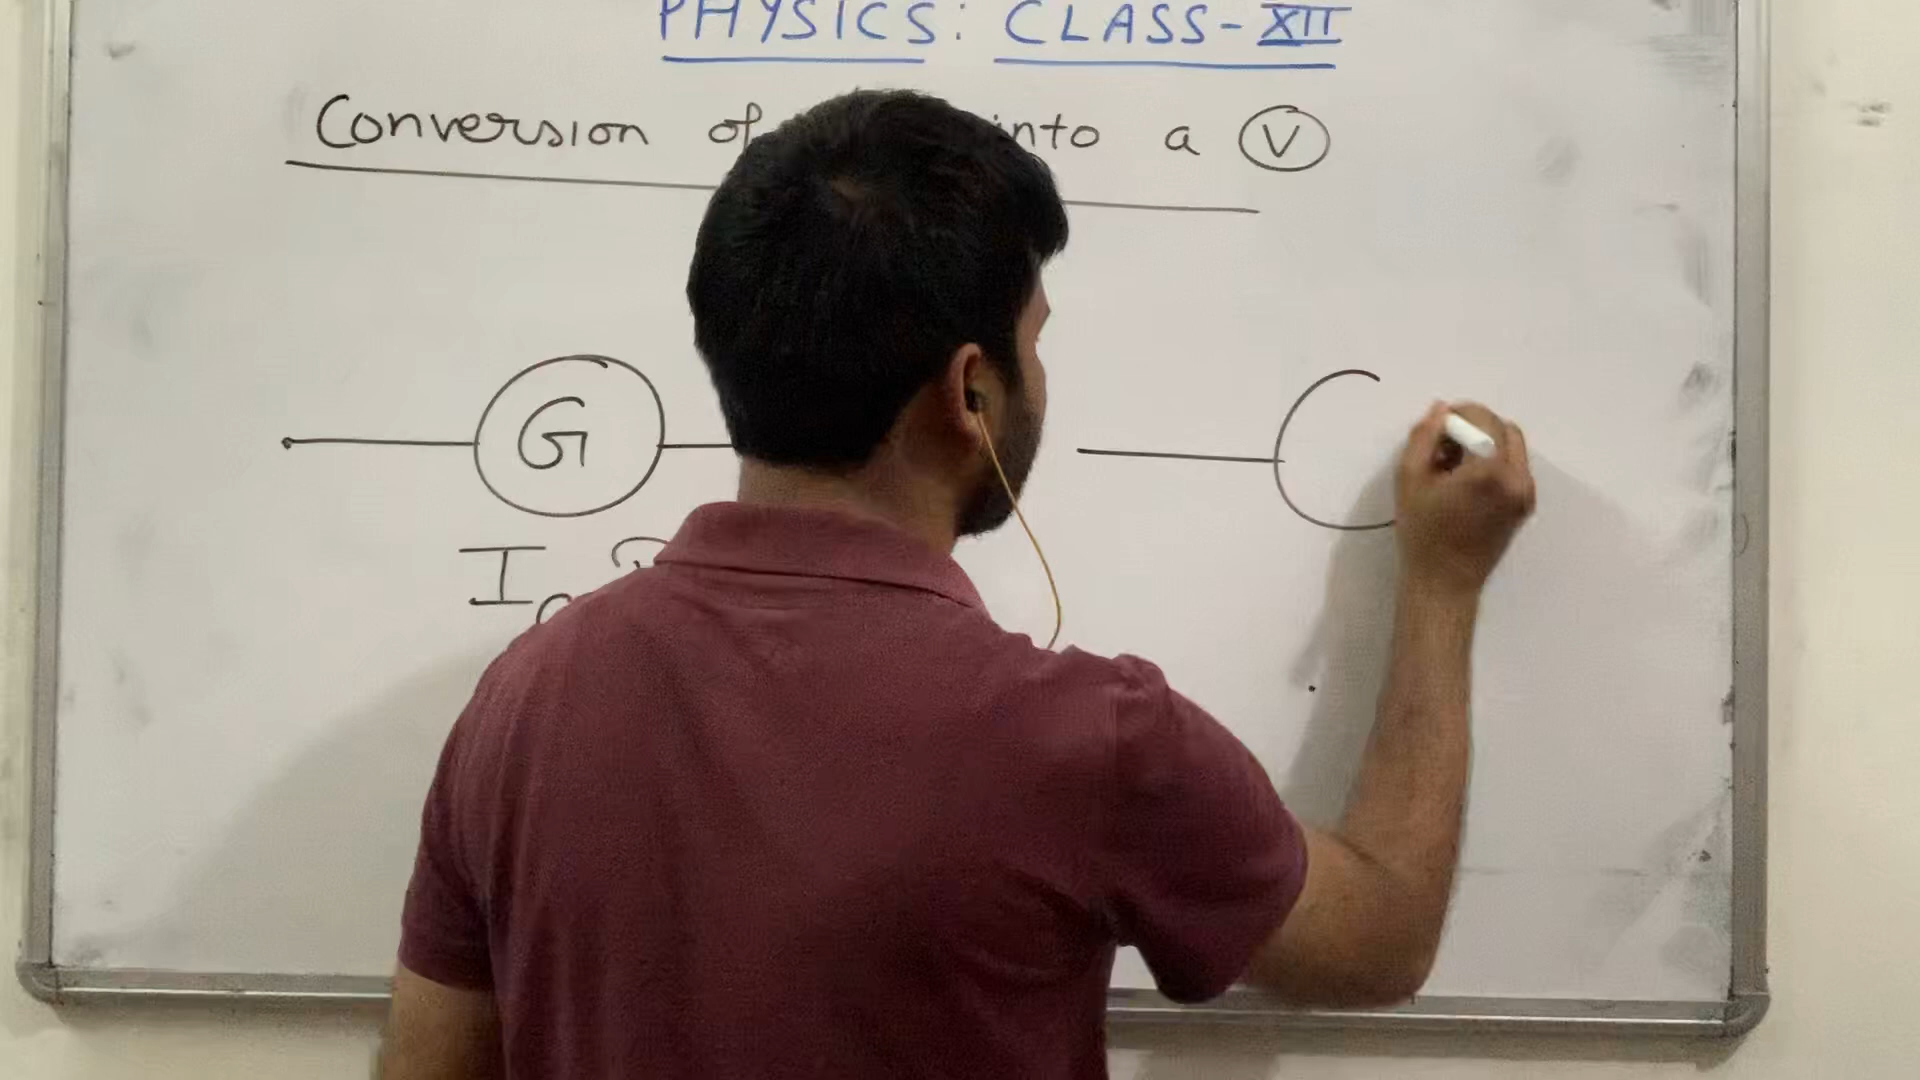 PHYSICS: CLASS-XII
Conversion of into a V
G
I